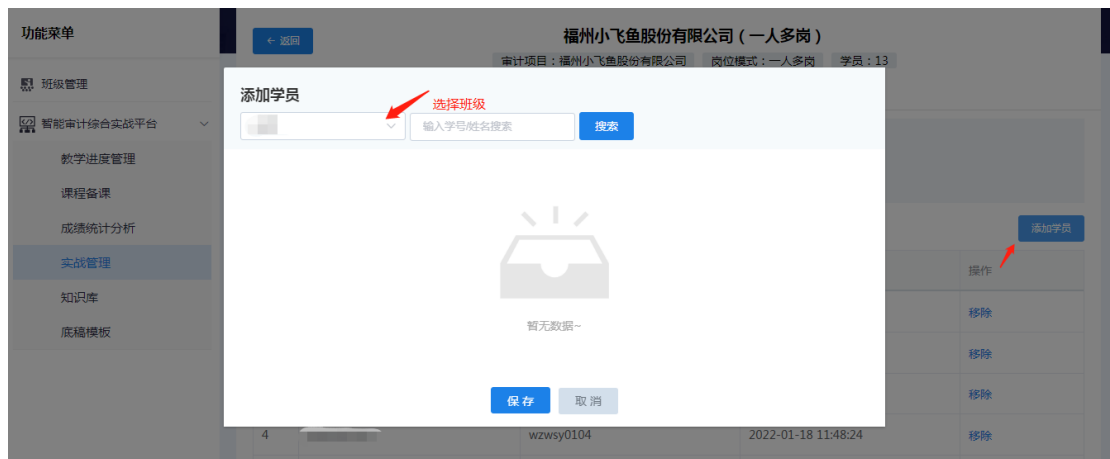 功能菜单
← 返回
福州小飞鱼股份有限公司（一人多岗）
审计项目：福州小飞鱼股份有限公司 岗位模式：一人多岗 学员：13
班级管理
智能审计综合实战平台
教学进度管理
课程备课
成绩统计分析
实战管理
知识库
底稿模板
添加学员
选择班级
输入学号/姓名搜索
搜索
暂无数据~
保存 取消
添加学员
操作
移除
移除
移除
4 wzwsy0104 2022-01-18 11:48:24 移除